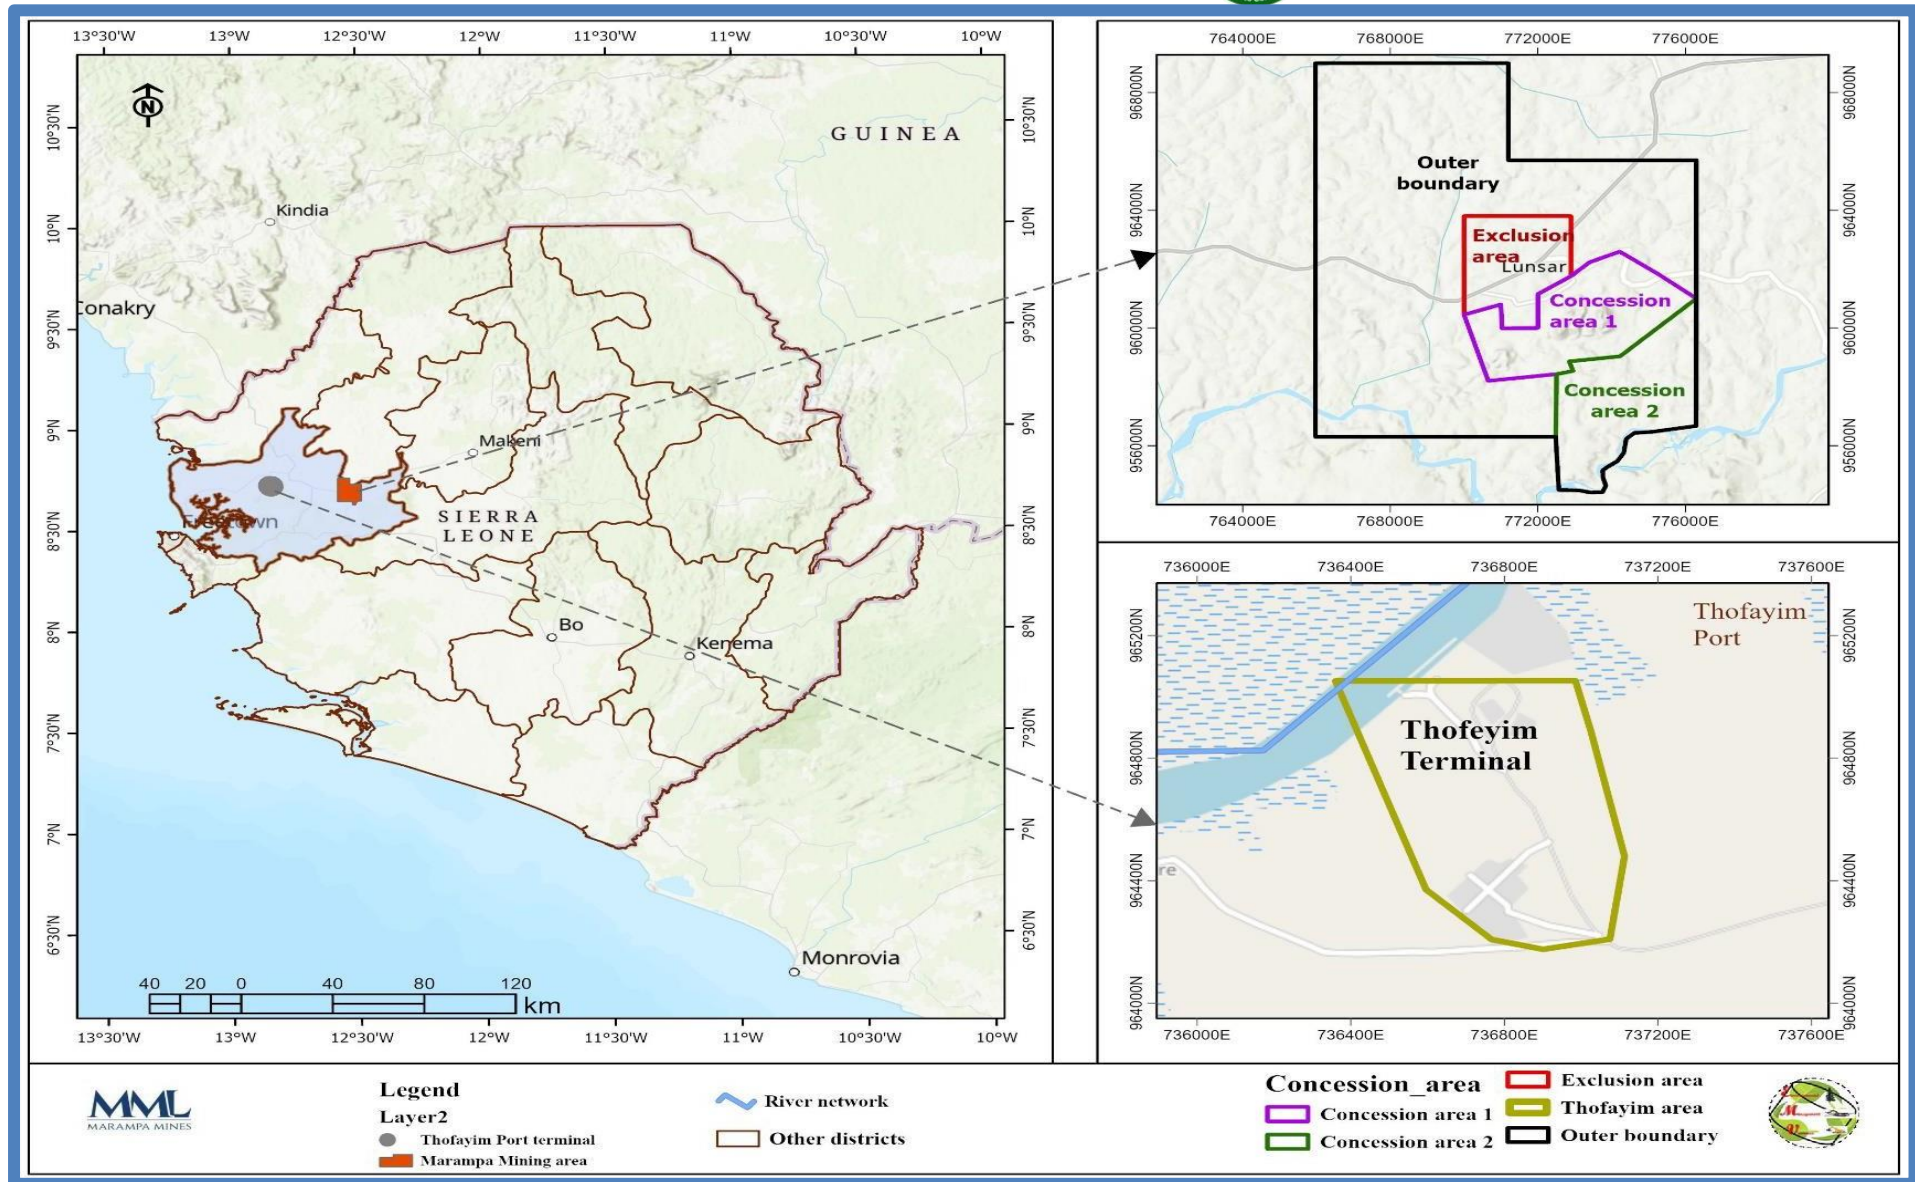 13°30'W 13°W 12°30'W 12°W 11°30'W 11°W 10°30'W 10°W
10°30'N 10°N 9°30'N 9°N 8°30'N 8°N 7°30'N 7°N 6°30'N
N
GUINEA
Kindia
Conakry
Makeni
SIERRA
LEONE
Freetown
Bo
Kenema
Monrovia
40 20 0 40 80 120
km
10°30'N 10°N 9°30'N 9°N 8°30'N 8°N 7°30'N 7°N 6°30'N
13°30'W 13°W 12°30'W 12°W 11°30'W 11°W 10°30'W 10°W
764000E 768000E 772000E 776000E
968000N 964000N 960000N 956000N
Outer
boundary
Exclusion
area
Lunsar
Concession
area 1
Concession
area 2
968000N 964000N 960000N 956000N
764000E 768000E 772000E 776000E
736000E 736400E 736800E 737200E 737600E
965200N 964800N 964400N 964000N
Thofayim
Port
Thofeyim
Terminal
re
965200N 964800N 964400N 964000N
736000E 736400E 736800E 737200E 737600E
MML
MARAMPA MINES
Legend
Layer2
Thofayim Port terminal
Marampa Mining area
River network
Other districts
Concession_area
Concession area 1
Concession area 2
Exclusion area
Thofayim area
Outer boundary